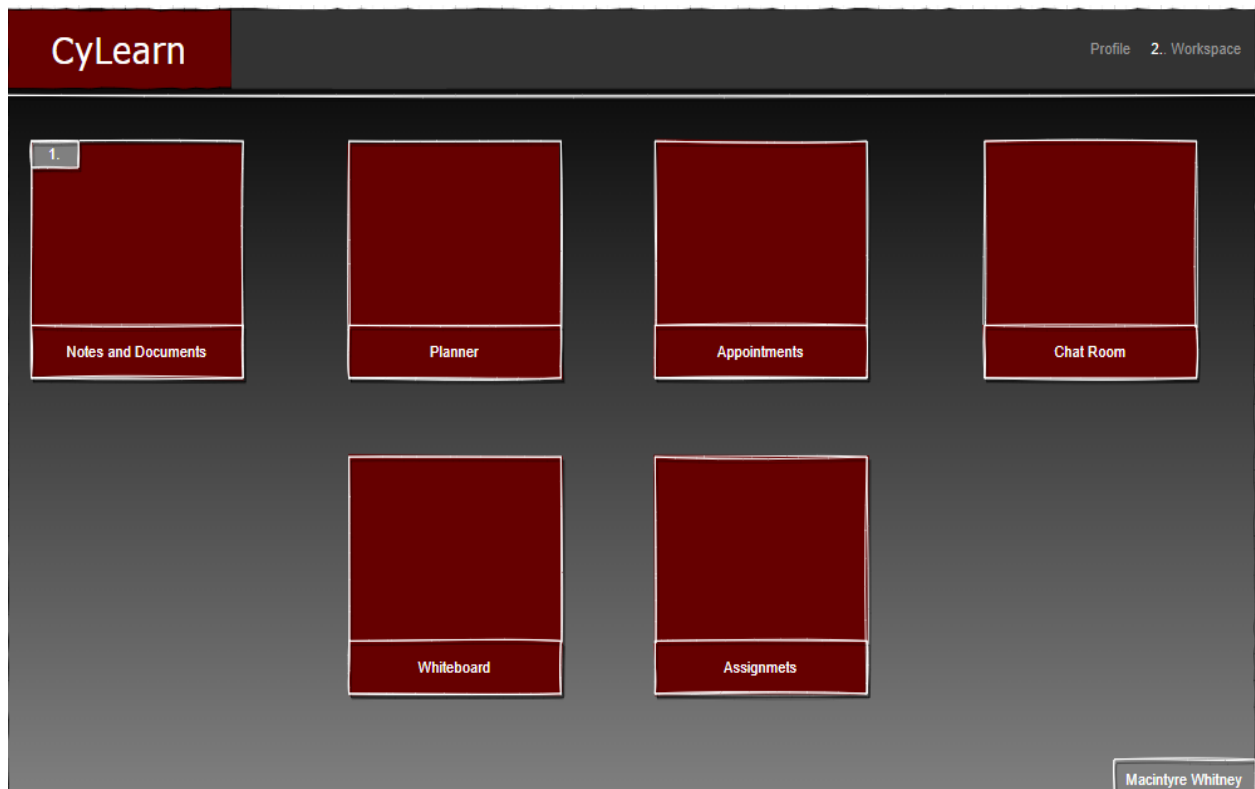 CyLearn
Profile 2.. Workspace
1.
Notes and Documents
Planner
Appointments
Chat Room
Whiteboard
Assignmets
Macintyre Whitney